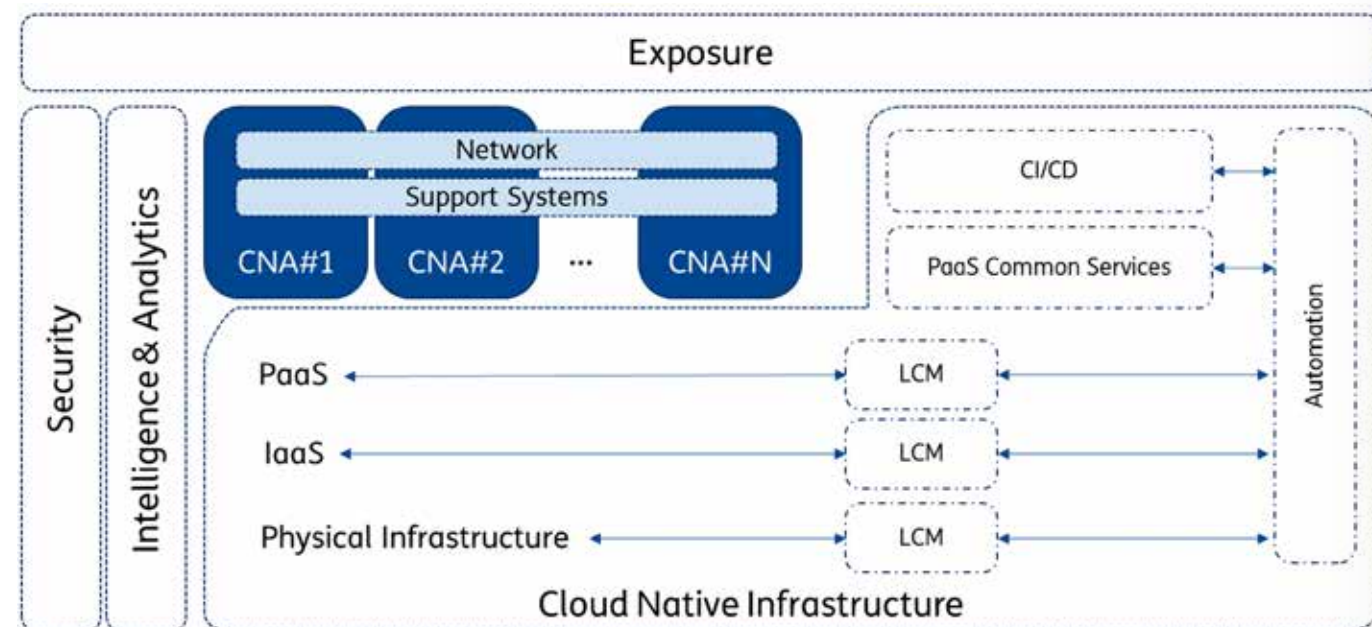 Exposure
Security
Intelligence & Analytics
Network
Support Systems
CNA#1
CNA#2
...
CNA#N
CI/CD
PaaS Common Services
Automation
PaaS
LCM
IaaS
LCM
Physical Infrastructure
LCM
Cloud Native Infrastructure